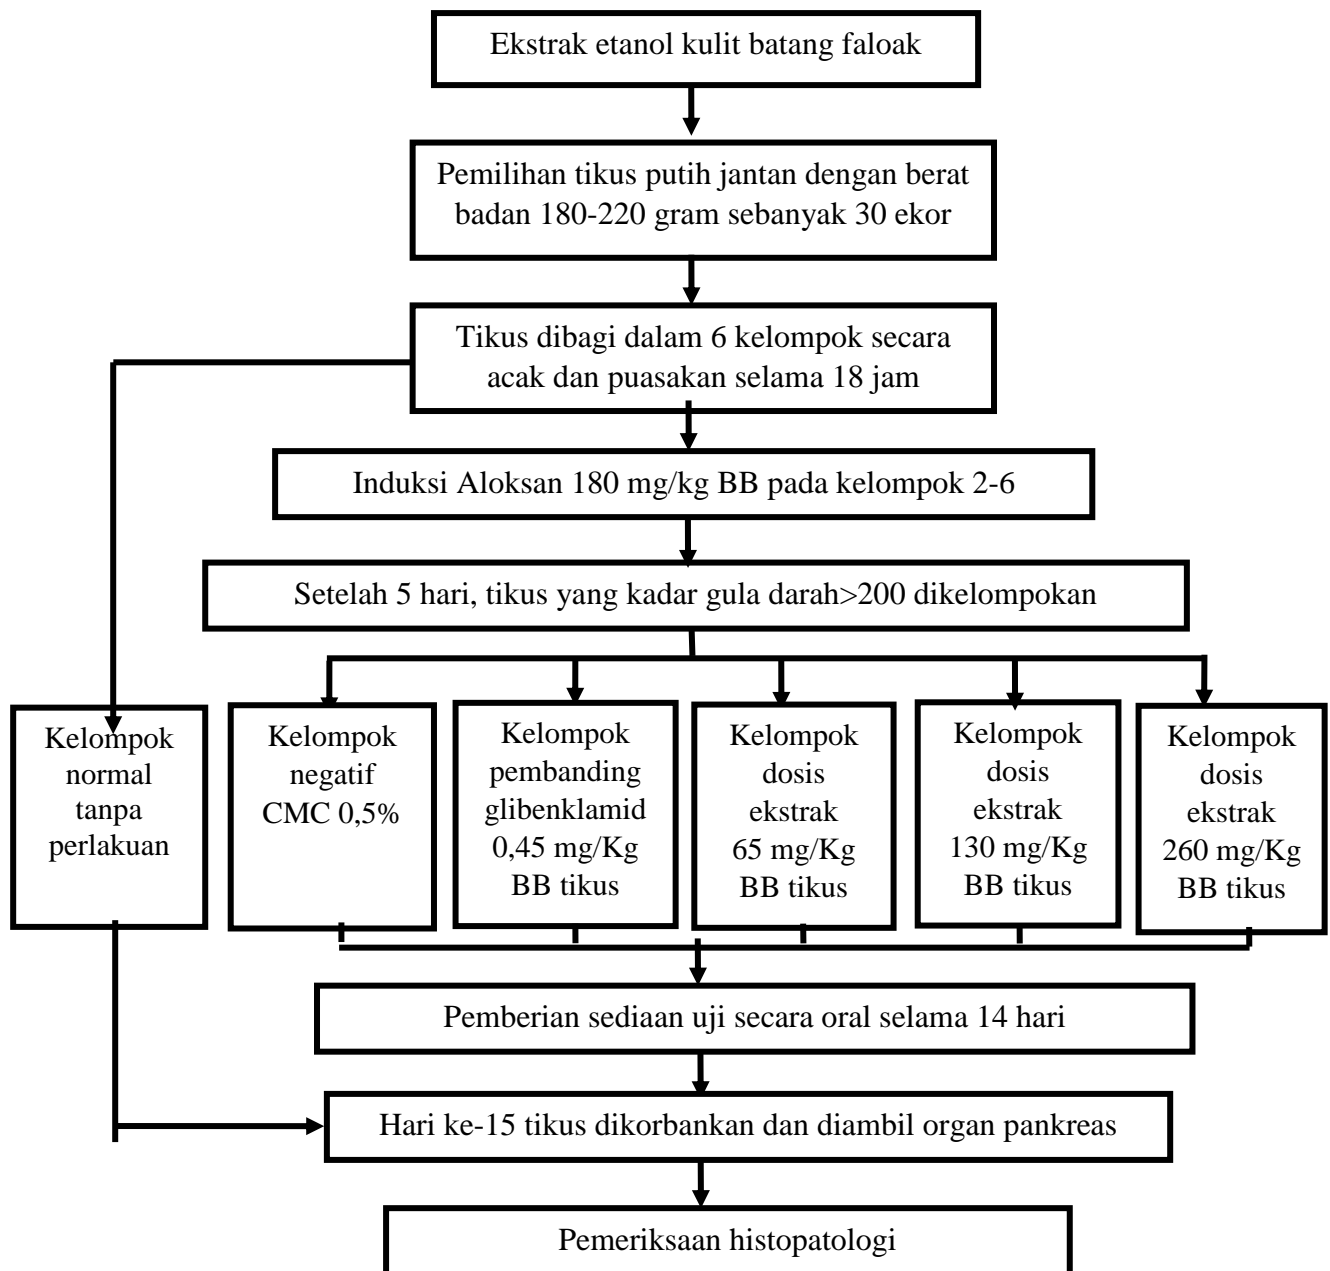 Ekstrak etanol kulit batang faloak
Pemilihan tikus putih jantan dengan berat
badan 180-220 gram sebanyak 30 ekor
Tikus dibagi dalam 6 kelompok secara
acak dan puasakan selama 18 jam
Induksi Aloksan 180 mg/kg BB pada kelompok 2-6
Setelah 5 hari, tikus yang kadar gula darah>200 dikelompokan
Kelompok
normal
tanpa
perlakuan
Kelompok
negatif
CMC 0,5%
Kelompok
pembanding
glibenklamid
0,45 mg/Kg
BB tikus
Kelompok
dosis
ekstrak
65 mg/Kg
BB tikus
Kelompok
dosis
ekstrak
130 mg/Kg
BB tikus
Kelompok
dosis
ekstrak
260 mg/Kg
BB tikus
Pemberian sediaan uji secara oral selama 14 hari
Hari ke-15 tikus dikorbankan dan diambil organ pankreas
Pemeriksaan histopatologi